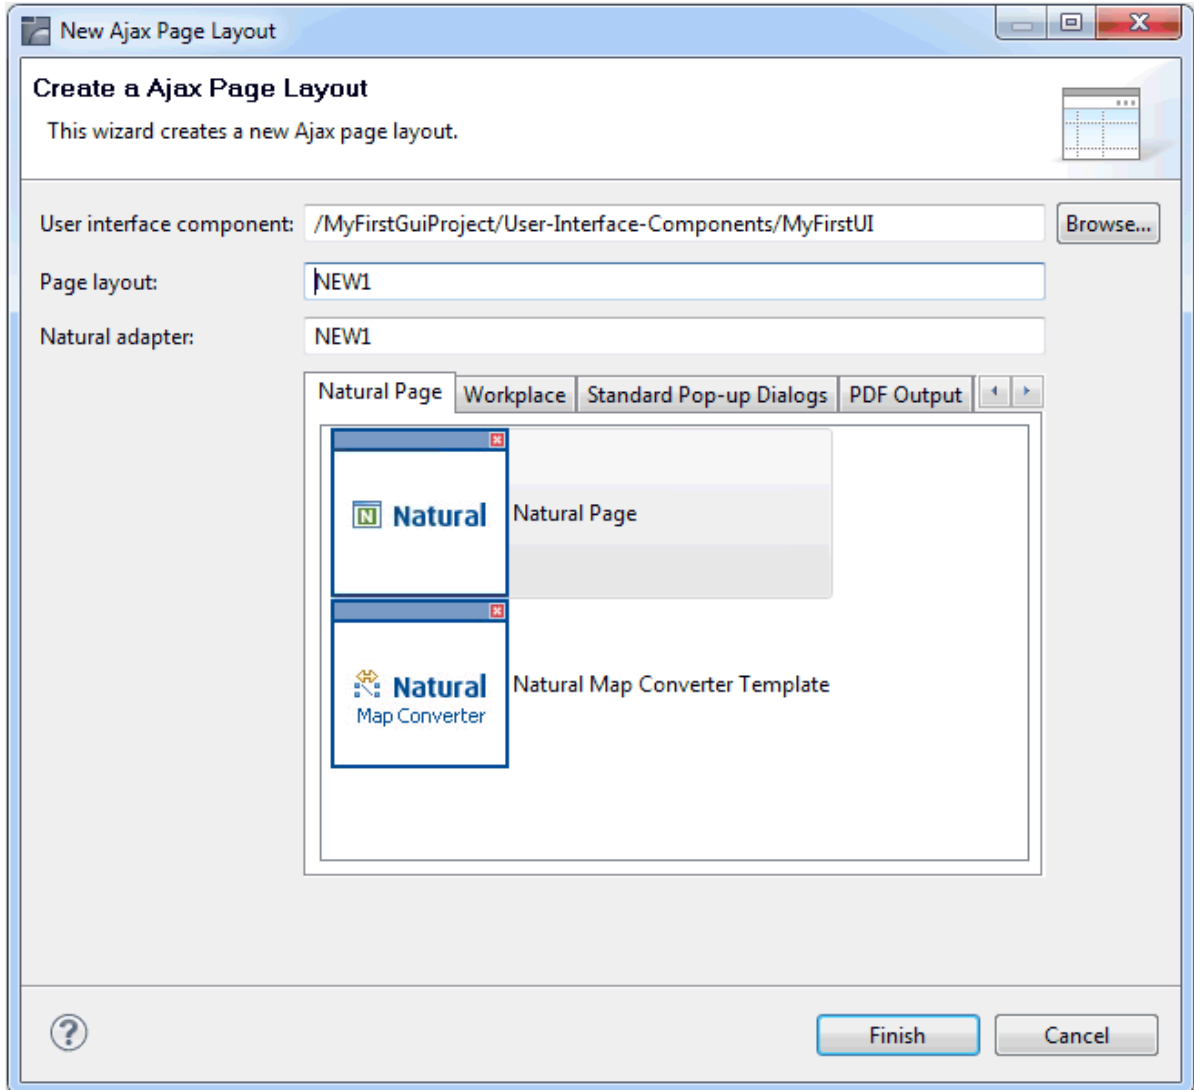 New Ajax Page Layout
Create a Ajax Page Layout
This wizard creates a new Ajax page layout.
User interface component: /MyFirstGuiProject/User-Interface-Components/MyFirstUI Browse...
Page layout: NEW1
Natural adapter: NEW1
Natural Page Workplace Standard Pop-up Dialogs PDF Output
N Natural Natural Page
Natural Natural Map Converter Template
Map Converter
? Finish Cancel